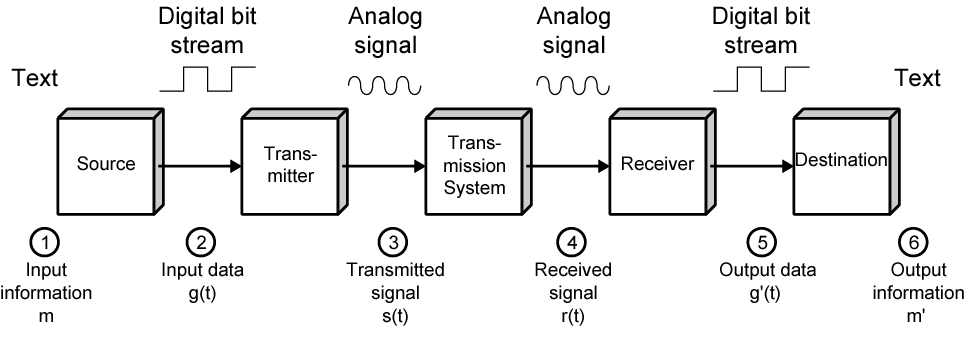 Digital bit
stream
Analog
signal
Analog
signal
Digital bit
stream
Text
Text
Source
Trans-
mitter
Trans-
mission
System
Receiver
Destination
1
Input
information
m
2
Input data
g(t)
3
Transmitted
signal
s(t)
4
Received
signal
r(t)
5
Output data
g'(t)
6
Output
information
m'